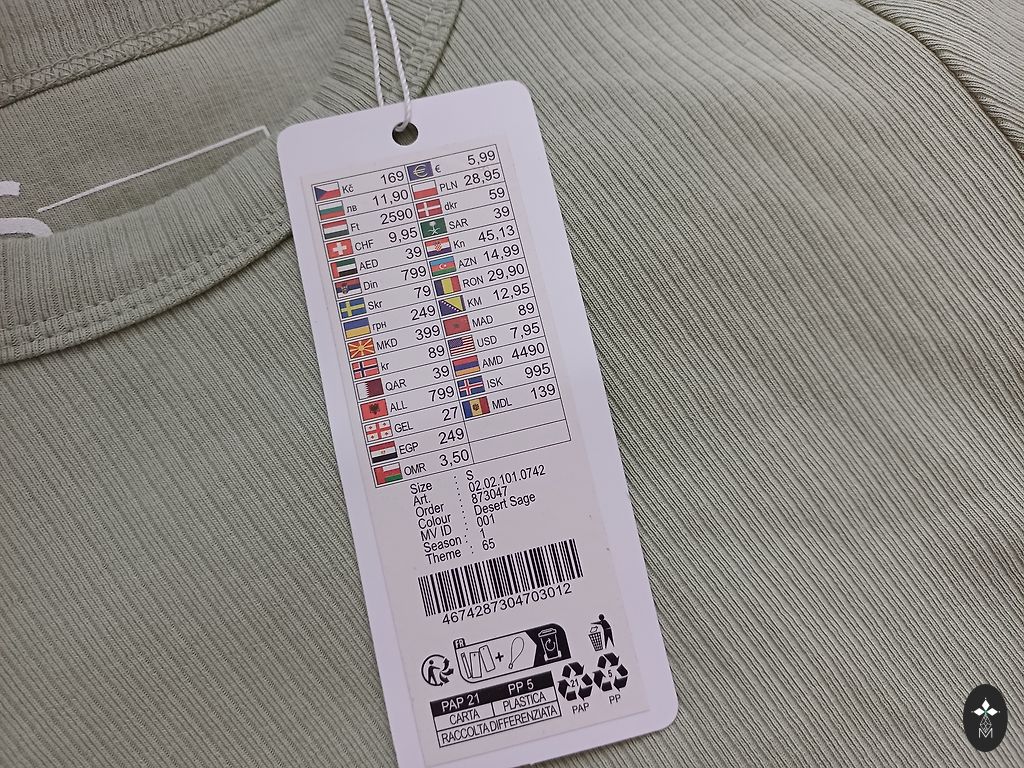 Kč 169 € 5,99
лв 11,90 PLN 28,95
Ft 2590 dkr 59
CHF 9,95 SAR 39
AED 39 Kn 45,13
Din 799 AZN 14,99
Skr 79 RON 29,90
грн 249 KM 12,95
MKD 399 MAD 89
kr 89 USD 7,95
QAR 39 AMD 4490
ALL 799 ISK 995
GEL 27 MDL 139
EGP 249
OMR 3,50
Size : S
Art. : 02.02.101.0742
Order : 873047
Colour : Desert Sage
MV ID : 001
Season : 1
Theme : 65
4674287304703012
FR
+
PAP 21 PP 5
CARTA PLASTICA
RACCOLTA DIFFERENZIATA
21 5
PAP PP
M